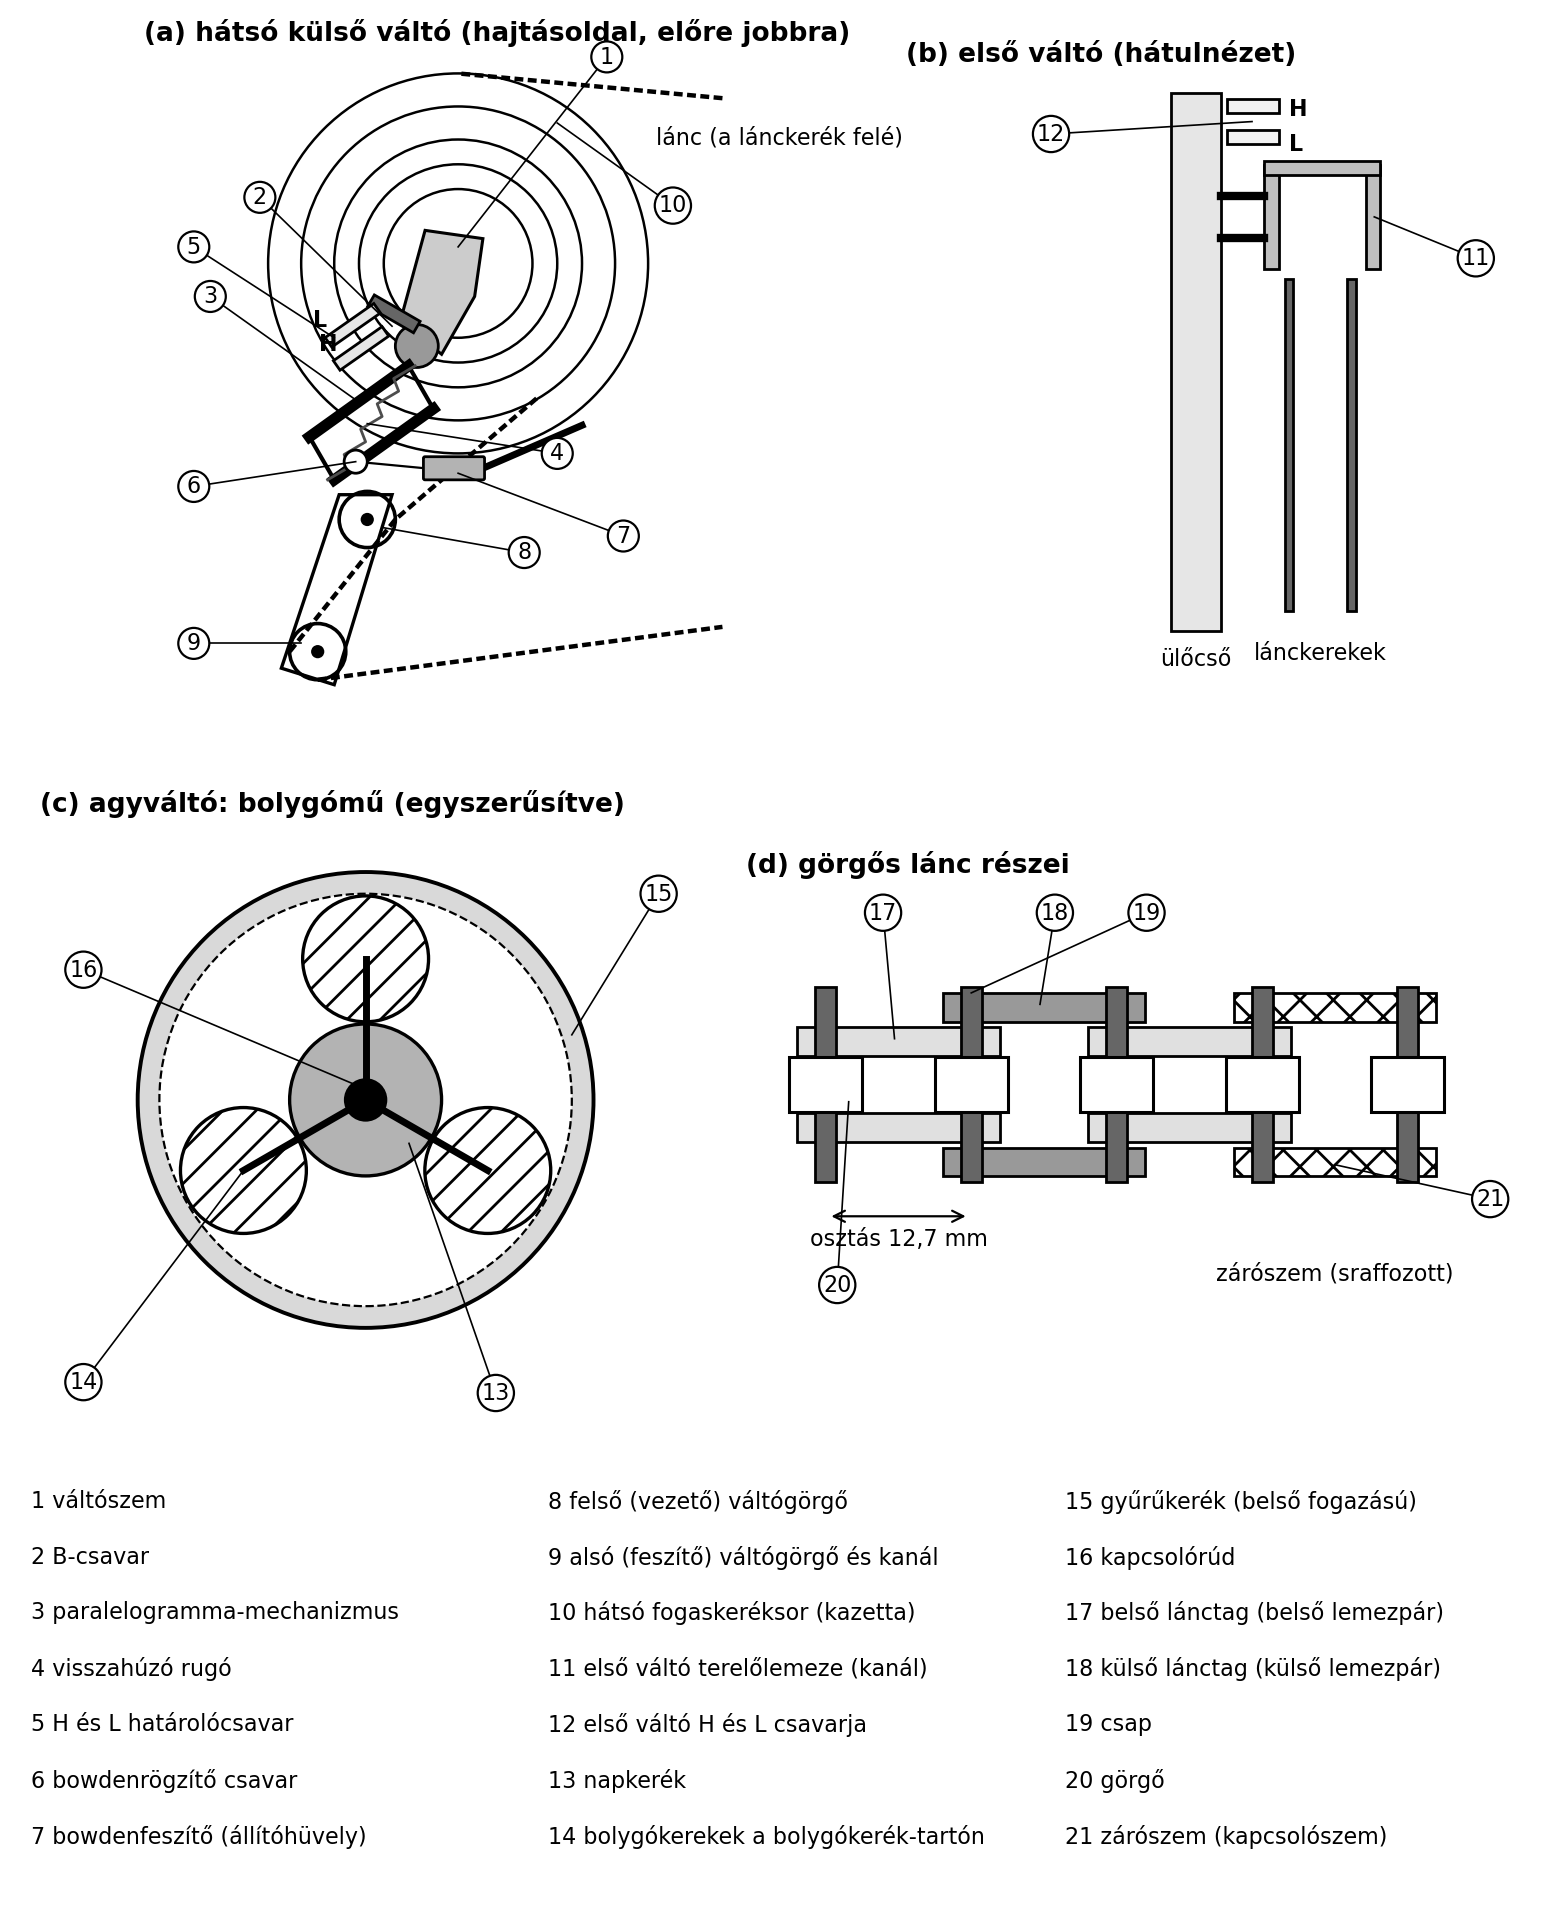 (a) hátsó külső váltó (hajtásoldal, előre jobbra)
(b) első váltó (hátulnézet)
1
lánc (a lánckerék felé)
2
10
5
3
L
H
4
6
7
8
9
12
H
L
11
ülőcső
lánckerekek
(c) agyváltó: bolygómű (egyszerűsítve)
15
16
14
13
(d) görgős lánc részei
17
18
19
21
osztás 12,7 mm
20
zárószem (sraffozott)
1 váltószem
2 B-csavar
3 paralelogramma-mechanizmus
4 visszahúzó rugó
5 H és L határolócsavar
6 bowdenrögzítő csavar
7 bowdenfeszítő (állítóhüvely)
8 felső (vezető) váltógörgő
9 alsó (feszítő) váltógörgő és kanál
10 hátsó fogaskeréksor (kazetta)
11 első váltó terelőlemeze (kanál)
12 első váltó H és L csavarja
13 napkerék
14 bolygókerekek a bolygókerék-tartón
15 gyűrűkerék (belső fogazású)
16 kapcsolórúd
17 belső lánctag (belső lemezpár)
18 külső lánctag (külső lemezpár)
19 csap
20 görgő
21 zárószem (kapcsolószem)